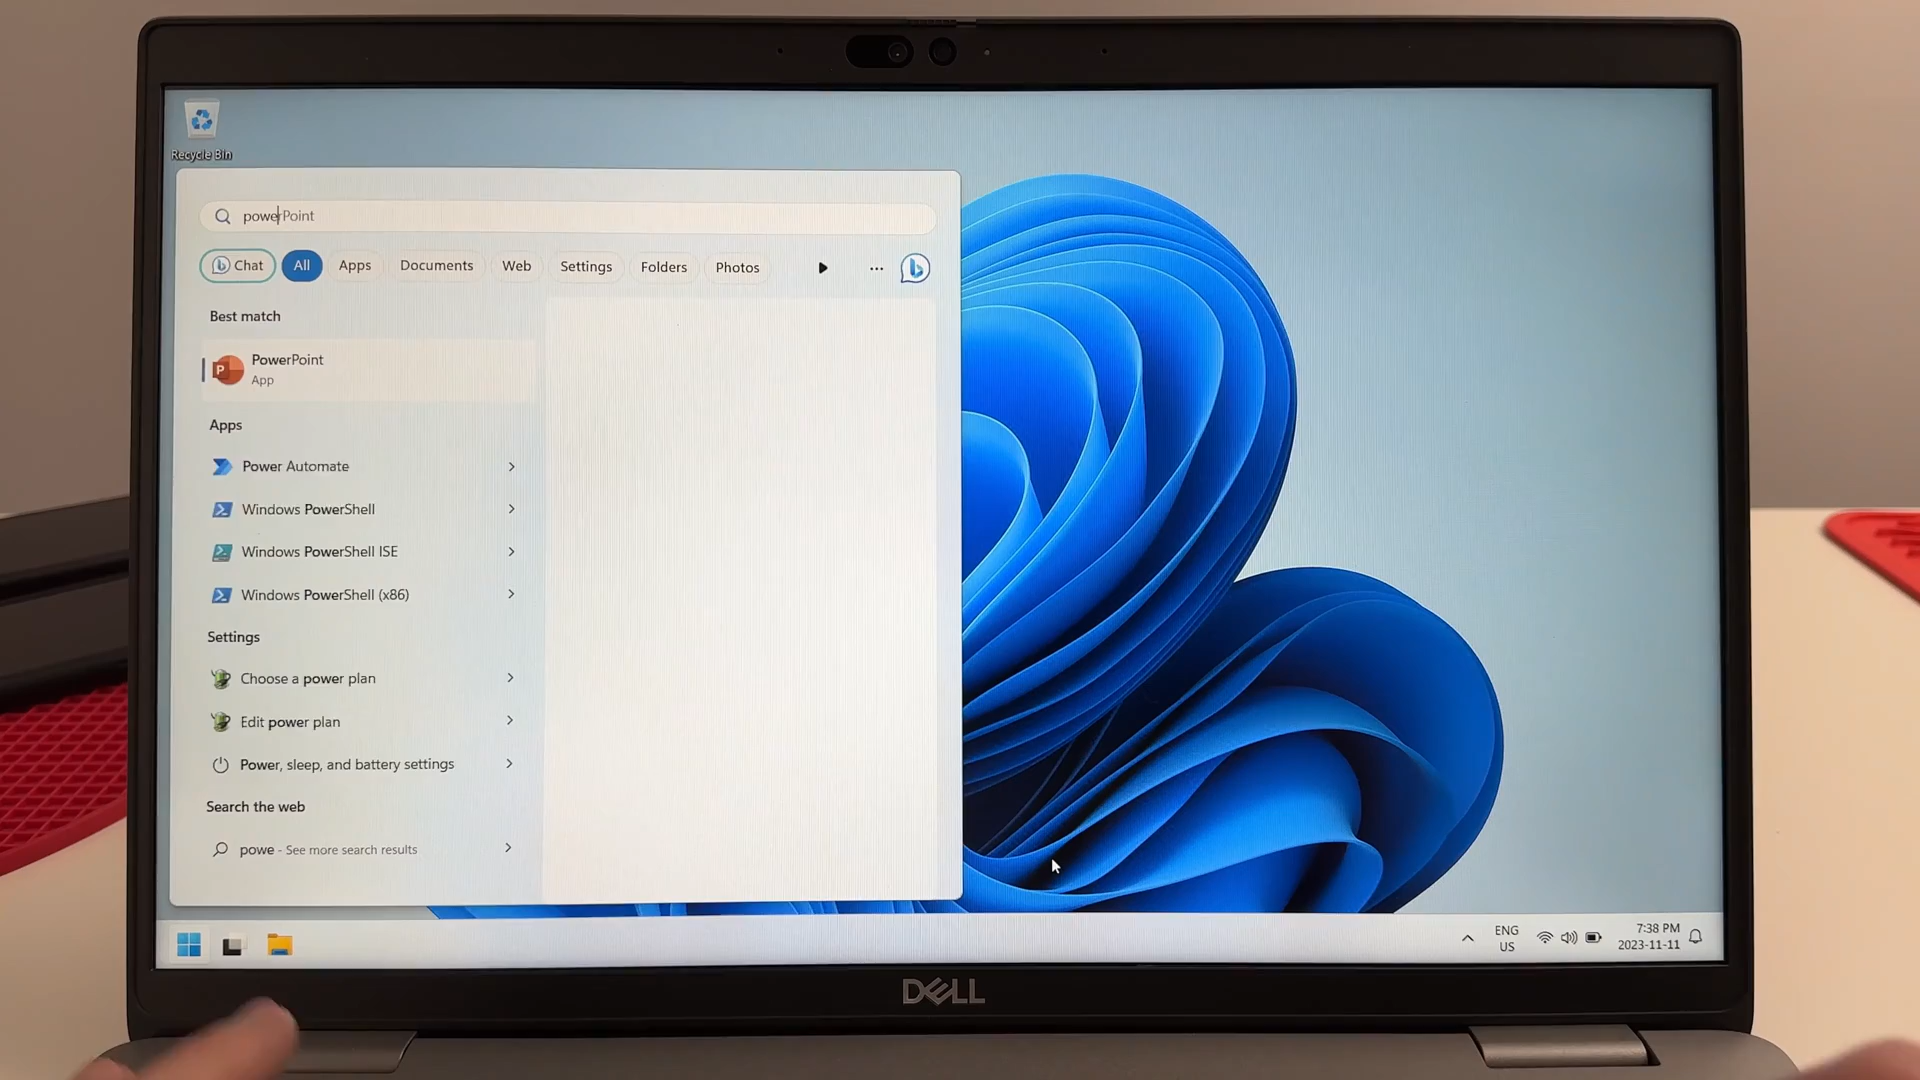 Recycle Bin
powerPoint
Chat
All
Apps
Documents
Web
Settings
Folders
Photos
Best match
PowerPoint
App
Apps
Power Automate
Windows PowerShell
Windows PowerShell ISE
Windows PowerShell (x86)
Settings
Choose a power plan
Edit power plan
Power, sleep, and battery settings
Search the web
powe - See more search results
ENG
US
7:38 PM
2023-11-11
DELL